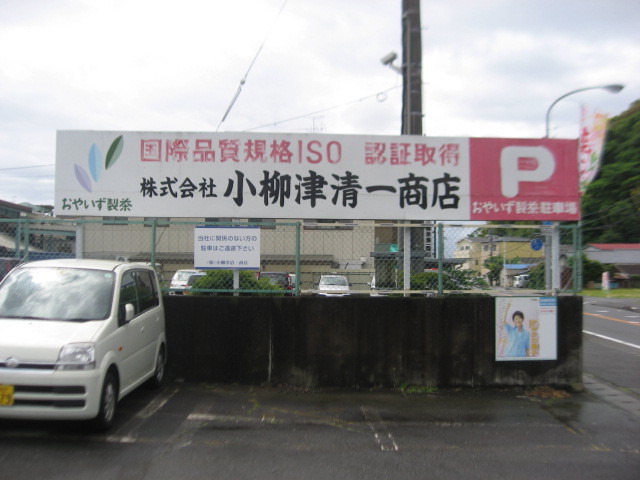 国際品質規格ISO 認証取得
株式会社 小柳津清一商店
おやいず製茶
P
おやいず製茶駐車場
当社に関係のない方の
駐車はご遠慮下さい